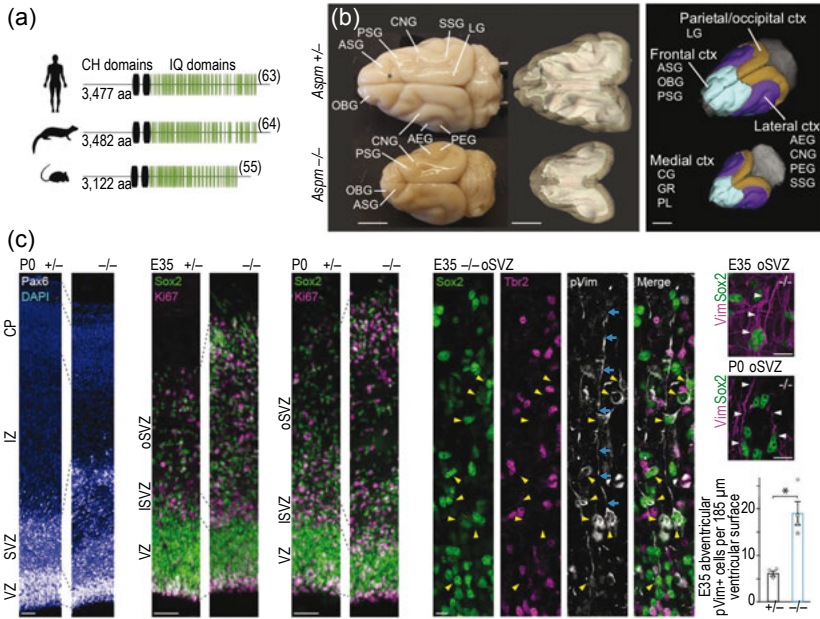 (a)
CH domains IQ domains
(63)
3,477 aa
(64)
3,482 aa
(55)
3,122 aa
(b)
Aspm +/–
Aspm –/–
CNG
SSG
PSG
LG
ASG
OBG
CNG
AEG
PEG
PSG
OBG
ASG
Parietal/occipital ctx
LG
Frontal ctx
ASG
OBG
PSG
Lateral ctx
AEG
CNG
PEG
SSG
Medial ctx
CG
GR
PL
(c)
P0 +/– –/–
Pax6
DAPI
CP
IZ
SVZ
VZ
E35 +/– –/–
Sox2
Ki67
oSVZ
ISVZ
VZ
P0 +/– –/–
Sox2
Ki67
oSVZ
ISVZ
VZ
E35 –/– oSVZ
Sox2
Tbr2
pVim
Merge
E35 oSVZ
VimSox2
–/–
P0 oSVZ
VimSox2
–/–
E35 abventricular
pVim+ cells per 185 µm
ventricular surface
20
10
0
*
+/–
–/–